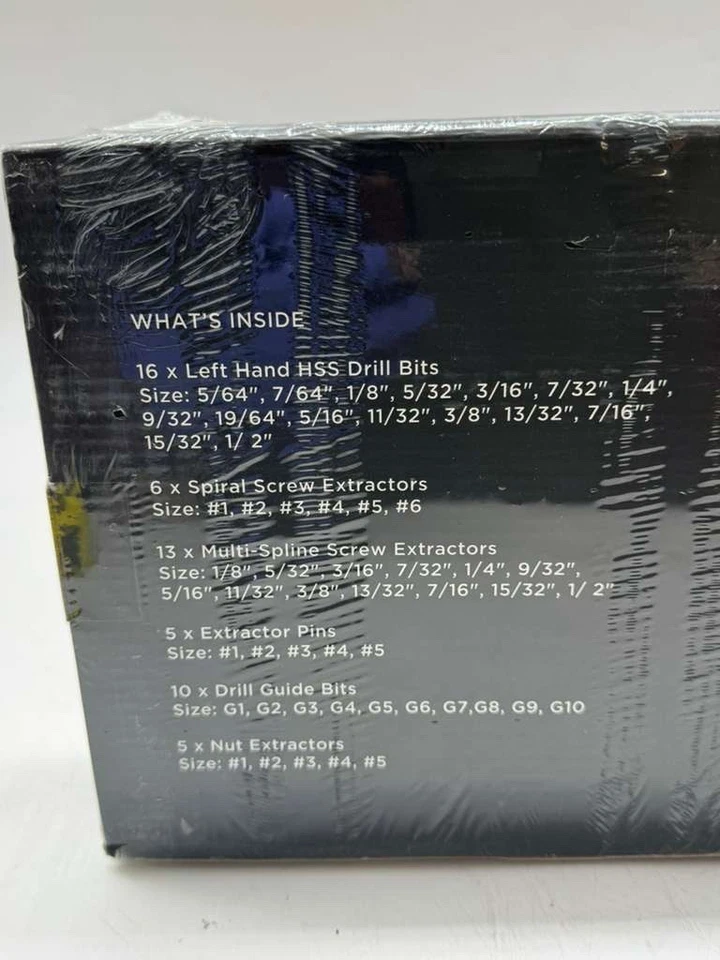 WHAT'S INSIDE
16 x Left Hand HSS Drill Bits
Size: 5/64", 7/64", 1/8", 5/32", 3/16", 7/32", 1/4",
9/32", 19/64", 5/16", 11/32", 3/8", 13/32", 7/16",
15/32", 1/ 2"
6 x Spiral Screw Extractors
Size: #1, #2, #3, #4, #5, #6
13 x Multi-Spline Screw Extractors
Size: 1/8", 5/32", 3/16", 7/32", 1/4", 9/32",
5/16", 11/32", 3/8", 13/32", 7/16", 15/32", 1/ 2"
5 x Extractor Pins
Size: #1, #2, #3, #4, #5
10 x Drill Guide Bits
Size: G1, G2, G3, G4, G5, G6, G7,G8, G9, G10
5 x Nut Extractors
Size: #1, #2, #3, #4, #5